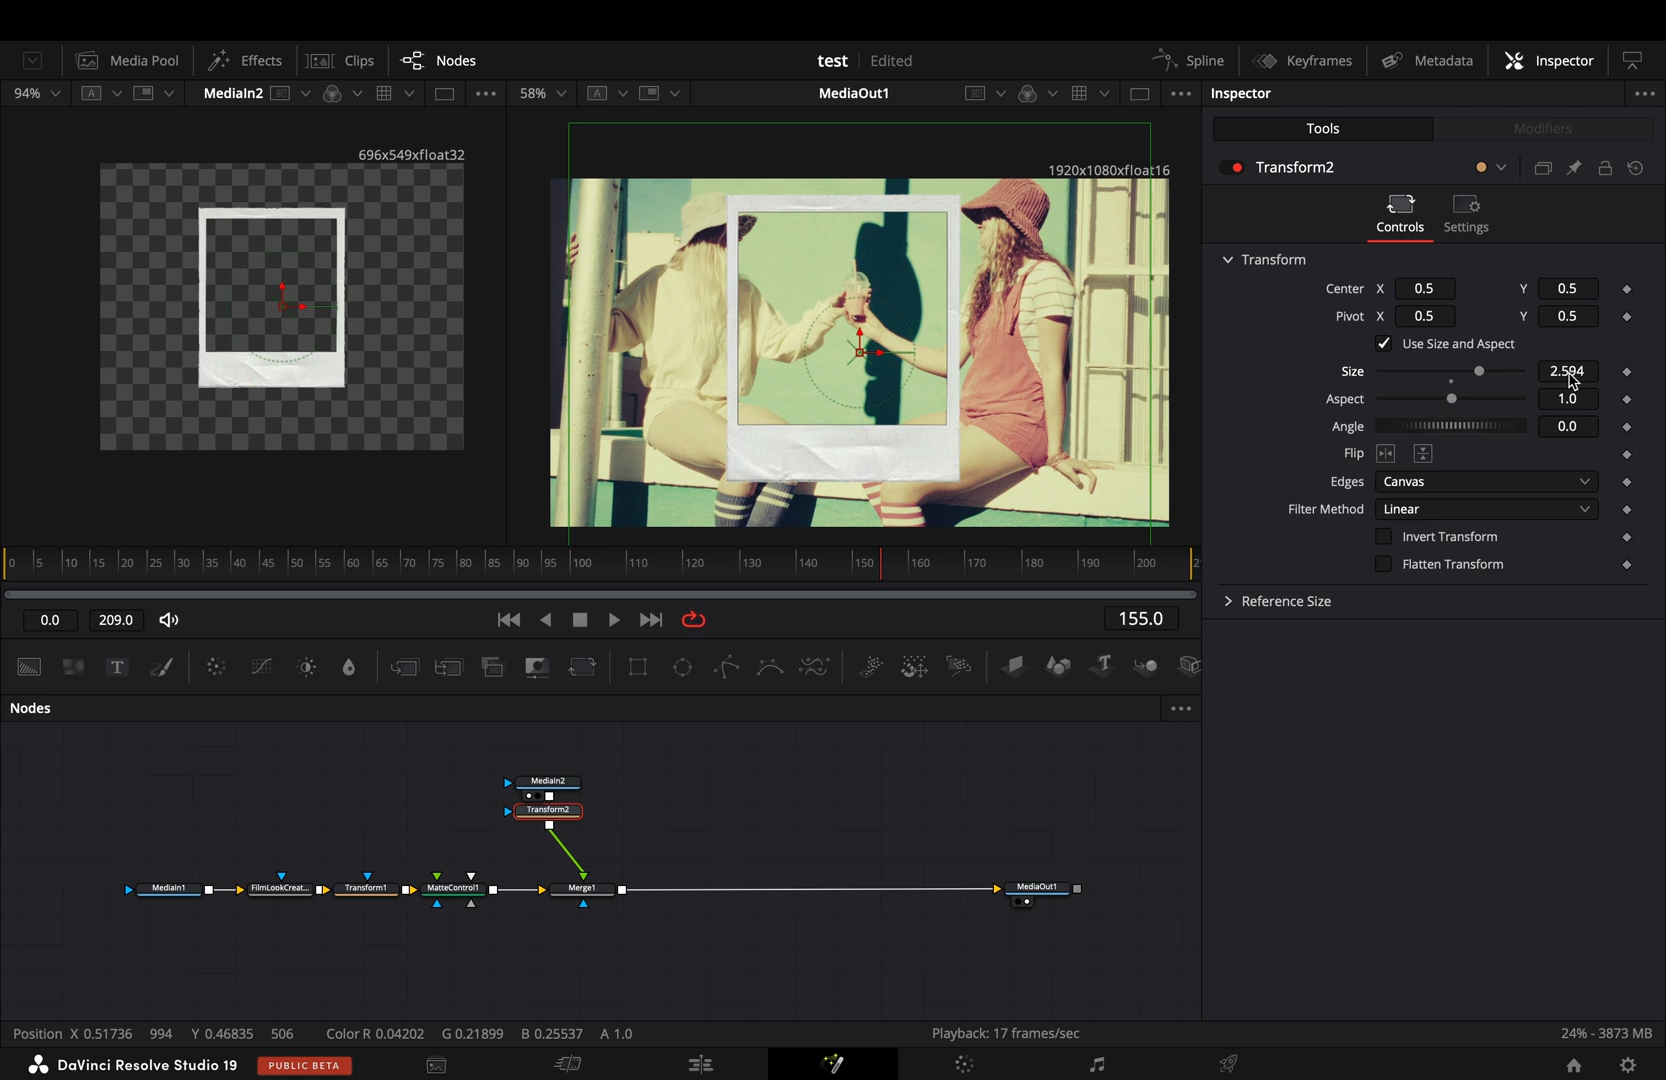 Media Pool Effects Clips Nodes test Edited Spline Keyframes Metadata Inspector
94% A MediaIn2 58% A MediaOut1 Inspector
Tools Modifiers
696x549xfloat32
1920x1080xfloat16
Transform2
Controls Settings
Transform
Center X 0.5 Y 0.5
Pivot X 0.5 Y 0.5
Use Size and Aspect
Size 2.594
Aspect 1.0
Angle 0.0
Flip
Edges Canvas
Filter Method Linear
Invert Transform
Flatten Transform
Reference Size
0 5 10 15 20 25 30 35 40 45 50 55 60 65 70 75 80 85 90 95 100 110 120 130 140 150 160 170 180 190 200 2
0.0 209.0 155.0
T T
Nodes
MediaIn2
Transform2
MediaIn1 FilmLookCreat... Transform1 MatteControl1 Merge1 MediaOut1
Position X 0.51736 994 Y 0.46835 506 Color R 0.04202 G 0.21899 B 0.25537 A 1.0 Playback: 17 frames/sec 24% - 3873 MB
DaVinci Resolve Studio 19 PUBLIC BETA